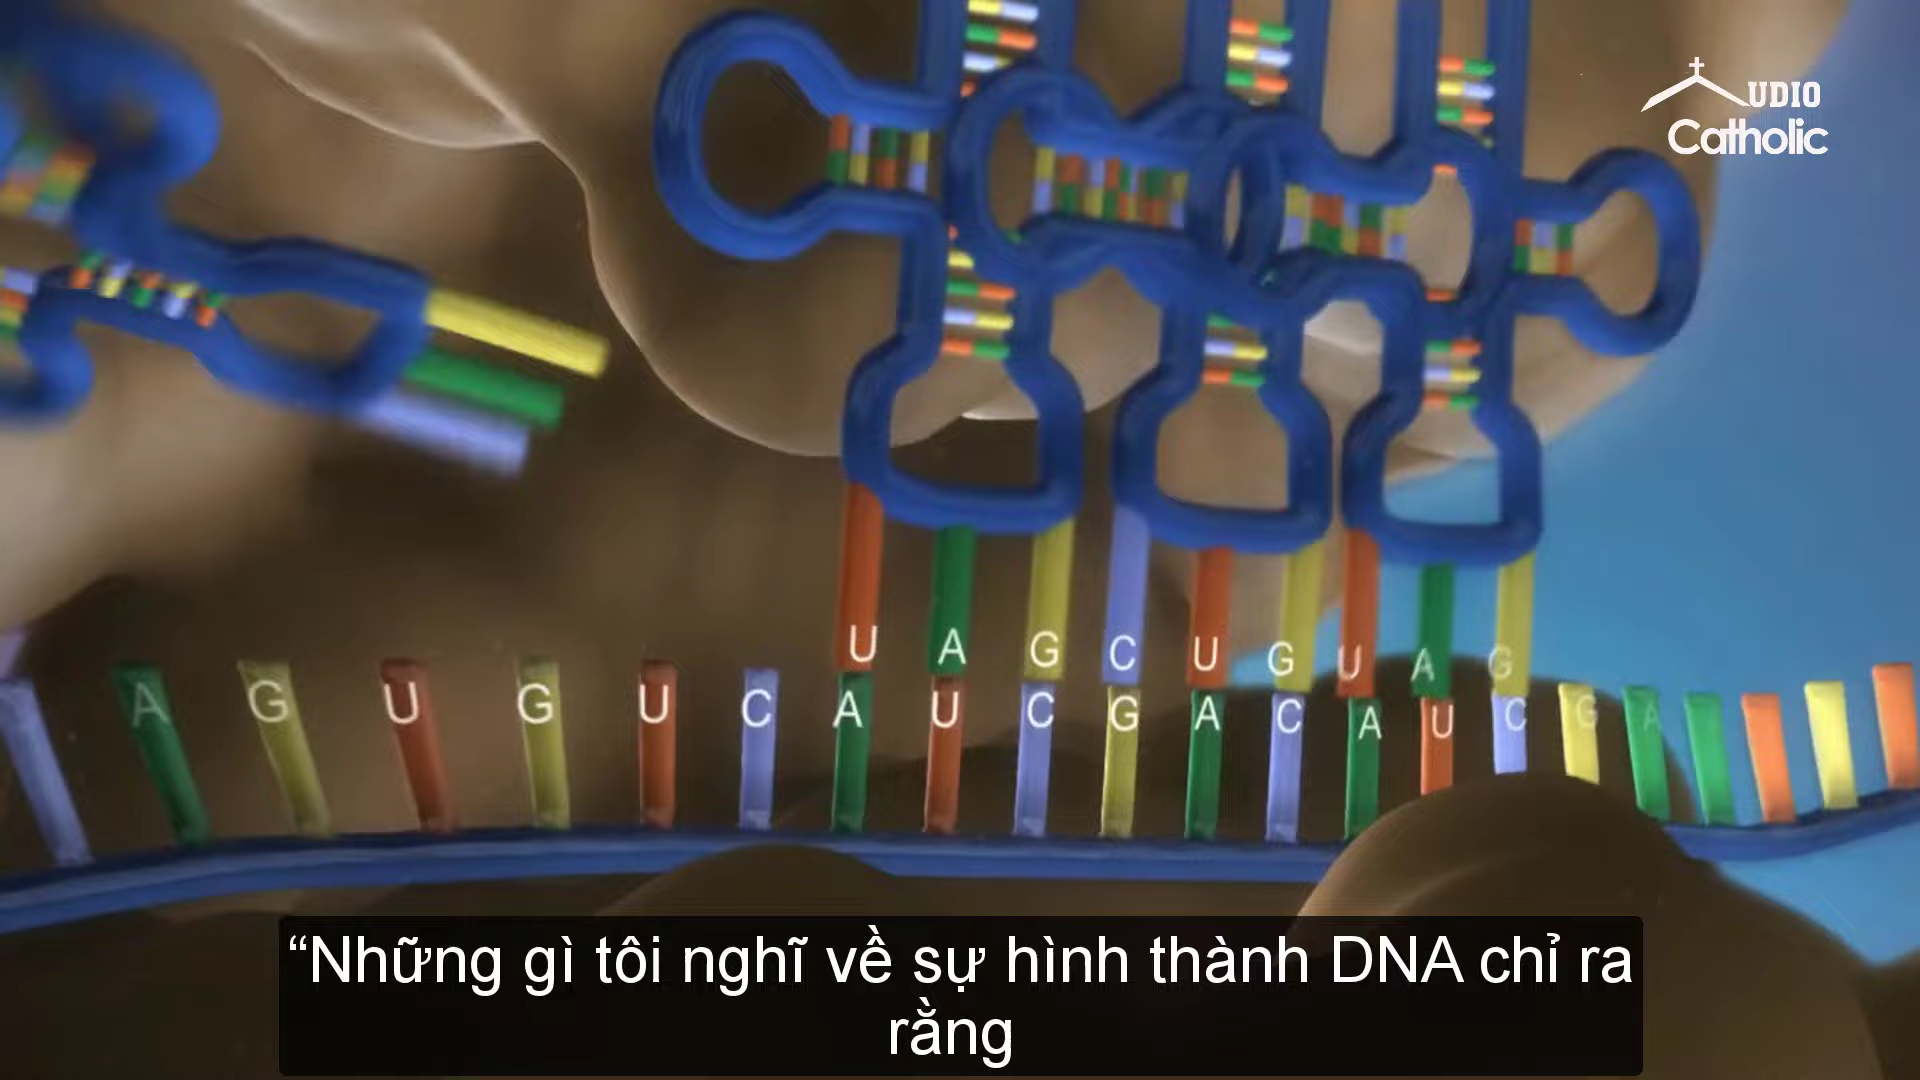 UDIO
Catholic
U A G C U G U A G
A G U G U C A U C G A C A U C G A
“Những gì tôi nghĩ về sự hình thành DNA chỉ ra
rằng